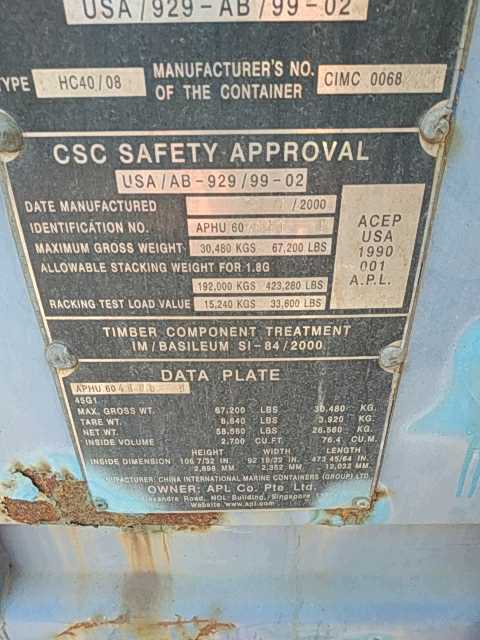 USA/929-AB/99-02
TYPE HC40/08 MANUFACTURER'S NO. OF THE CONTAINER CIMC 0068
CSC SAFETY APPROVAL
USA/AB-929/99-02
DATE MANUFACTURED /2000
IDENTIFICATION NO. APHU 60
MAXIMUM GROSS WEIGHT 30,480 KGS 67,200 LBS
ALLOWABLE STACKING WEIGHT FOR 1.8G
192,000 KGS 423,280 LBS
RACKING TEST LOAD VALUE 15,240 KGS 33,600 LBS
ACEP
USA
1990
001
A.P.L.
TIMBER COMPONENT TREATMENT
IM/BASILEUM SI-84/2000
DATA PLATE
APHU 604
45G1
MAX. GROSS WT. 67,200 LBS 30,480 KG.
TARE WT. 8,640 LBS 3,920 KG.
NET WT. 58,560 LBS 26,560 KG.
INSIDE VOLUME 2,700 CU.FT. 76.4 CU.M.
HEIGHT WIDTH LENGTH
INSIDE DIMENSION 106 7/32 IN. 92 19/32 IN. 473 45/64 IN.
2,698 MM. 2,352 MM. 12,032 MM.
MANUFACTURER: CHINA INTERNATIONAL MARINE CONTAINERS (GROUP) LTD
OWNER: APL Co. Pte Ltd.
Alexandra Road, NOL Building, Singapore
Website www.apl.com